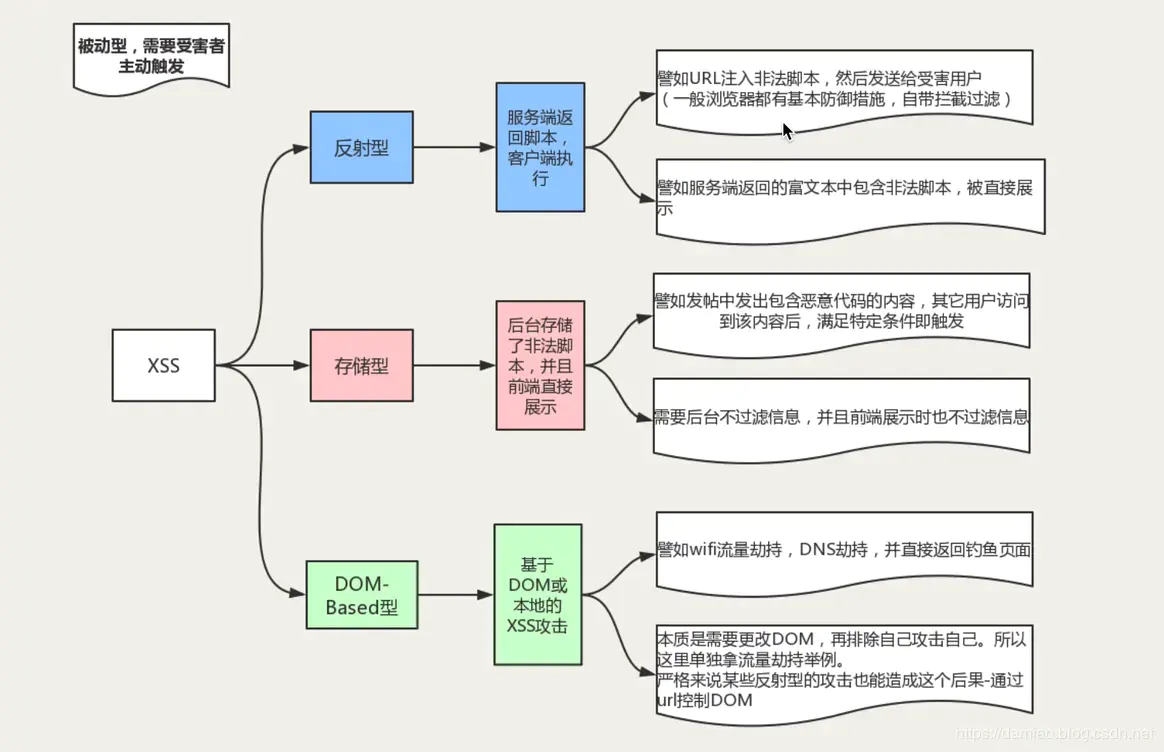 被动型，需要受害者
主动触发
譬如URL注入非法脚本，然后发送给受害用户
（一般浏览器都有基本防御措施，自带拦截过滤）
反射型
服务端返
回脚本，
客户端执
行
譬如服务端返回的富文本中包含非法脚本，被直接展
示
譬如发帖中发出包含恶意代码的内容，其它用户访问
到该内容后，满足特定条件即触发
XSS
存储型
后台存储
了非法脚
本，并且
前端直接
展示
需要后台不过滤信息，并且前端展示时也不过滤信息
譬如wifi流量劫持，DNS劫持，并直接返回钓鱼页面
DOM-
Based型
基于
DOM或
本地的
XSS攻击
本质是需要更改DOM，再排除自己攻击自己。所以
这里单独拿流量劫持举例。
严格来说某些反射型的攻击也能造成这个后果-通过
url控制DOM
https://damiao.blog.csdn.net